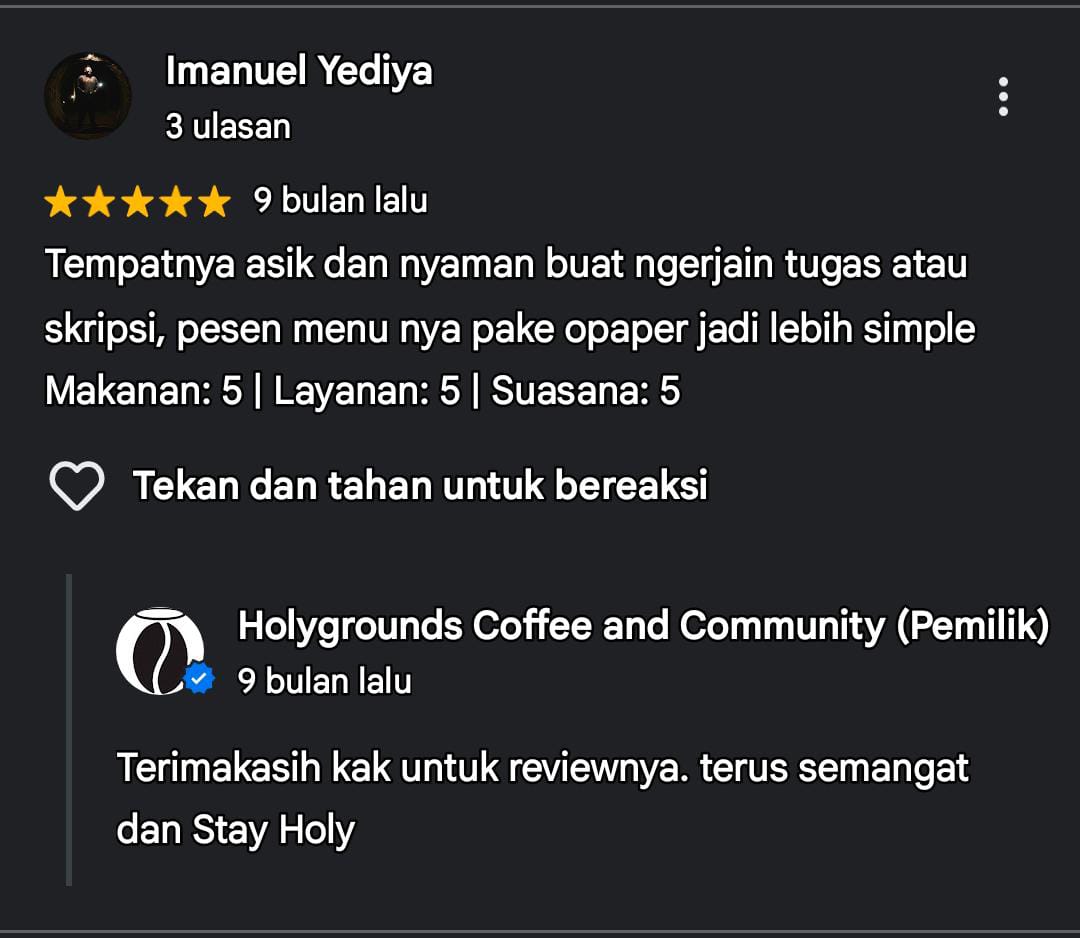 Imanuel Yediya
3 ulasan
9 bulan lalu
Tempatnya asik dan nyaman buat ngerjain tugas atau
skripsi, pesen menu nya pake opaper jadi lebih simple
Makanan: 5 | Layanan: 5 | Suasana: 5
Tekan dan tahan untuk bereaksi
Holygrounds Coffee and Community (Pemilik)
9 bulan lalu
Terimakasih kak untuk reviewnya. terus semangat
dan Stay Holy